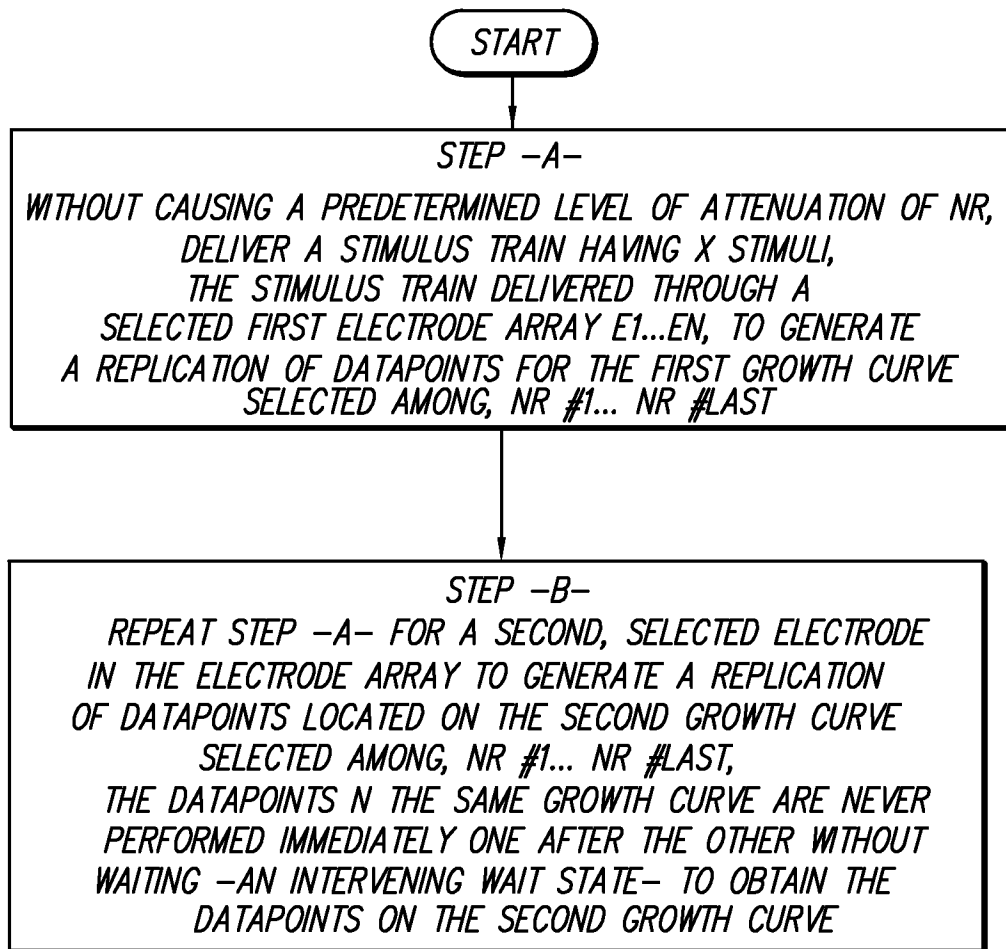 START
STEP –A–
WITHOUT CAUSING A PREDETERMINED LEVEL OF ATTENUATION OF NR,
DELIVER A STIMULUS TRAIN HAVING X STIMULI,
THE STIMULUS TRAIN DELIVERED THROUGH A
SELECTED FIRST ELECTRODE ARRAY E1...EN, TO GENERATE
A REPLICATION OF DATAPOINTS FOR THE FIRST GROWTH CURVE
SELECTED AMONG, NR #1... NR #LAST
STEP –B–
REPEAT STEP –A– FOR A SECOND, SELECTED ELECTRODE
IN THE ELECTRODE ARRAY TO GENERATE A REPLICATION
OF DATAPOINTS LOCATED ON THE SECOND GROWTH CURVE
SELECTED AMONG, NR #1... NR #LAST,
THE DATAPOINTS N THE SAME GROWTH CURVE ARE NEVER
PERFORMED IMMEDIATELY ONE AFTER THE OTHER WITHOUT
WAITING –AN INTERVENING WAIT STATE– TO OBTAIN THE
DATAPOINTS ON THE SECOND GROWTH CURVE